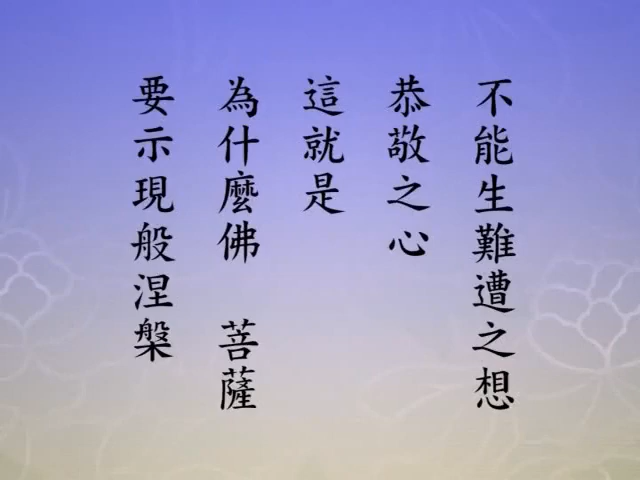 不能生難遭之想
恭敬之心
這就是
為什麼佛　菩薩
要示現般涅槃